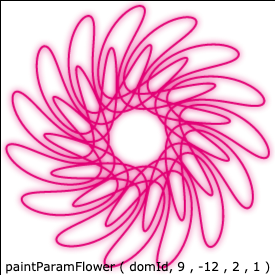 paintParamFlower ( domId, 9 , -12 , 2 , 1 )